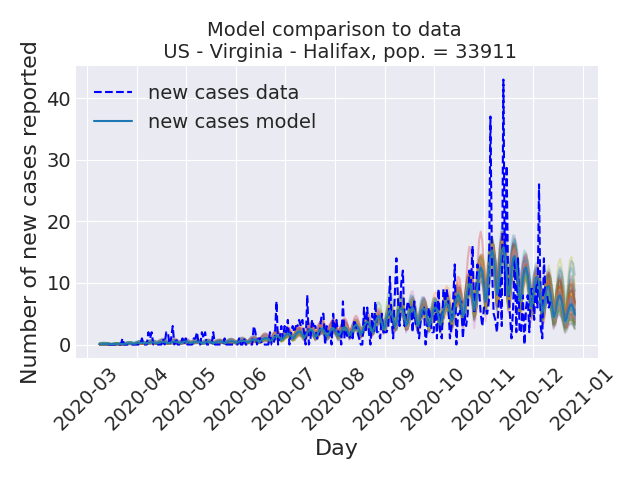 Model comparison to data
US - Virginia - Halifax, pop. = 33911
Number of new cases reported
new cases data
new cases model
40
30
20
10
0
2020-03
2020-04
2020-05
2020-06
2020-07
2020-08
2020-09
2020-10
2020-11
2020-12
2021-01
Day